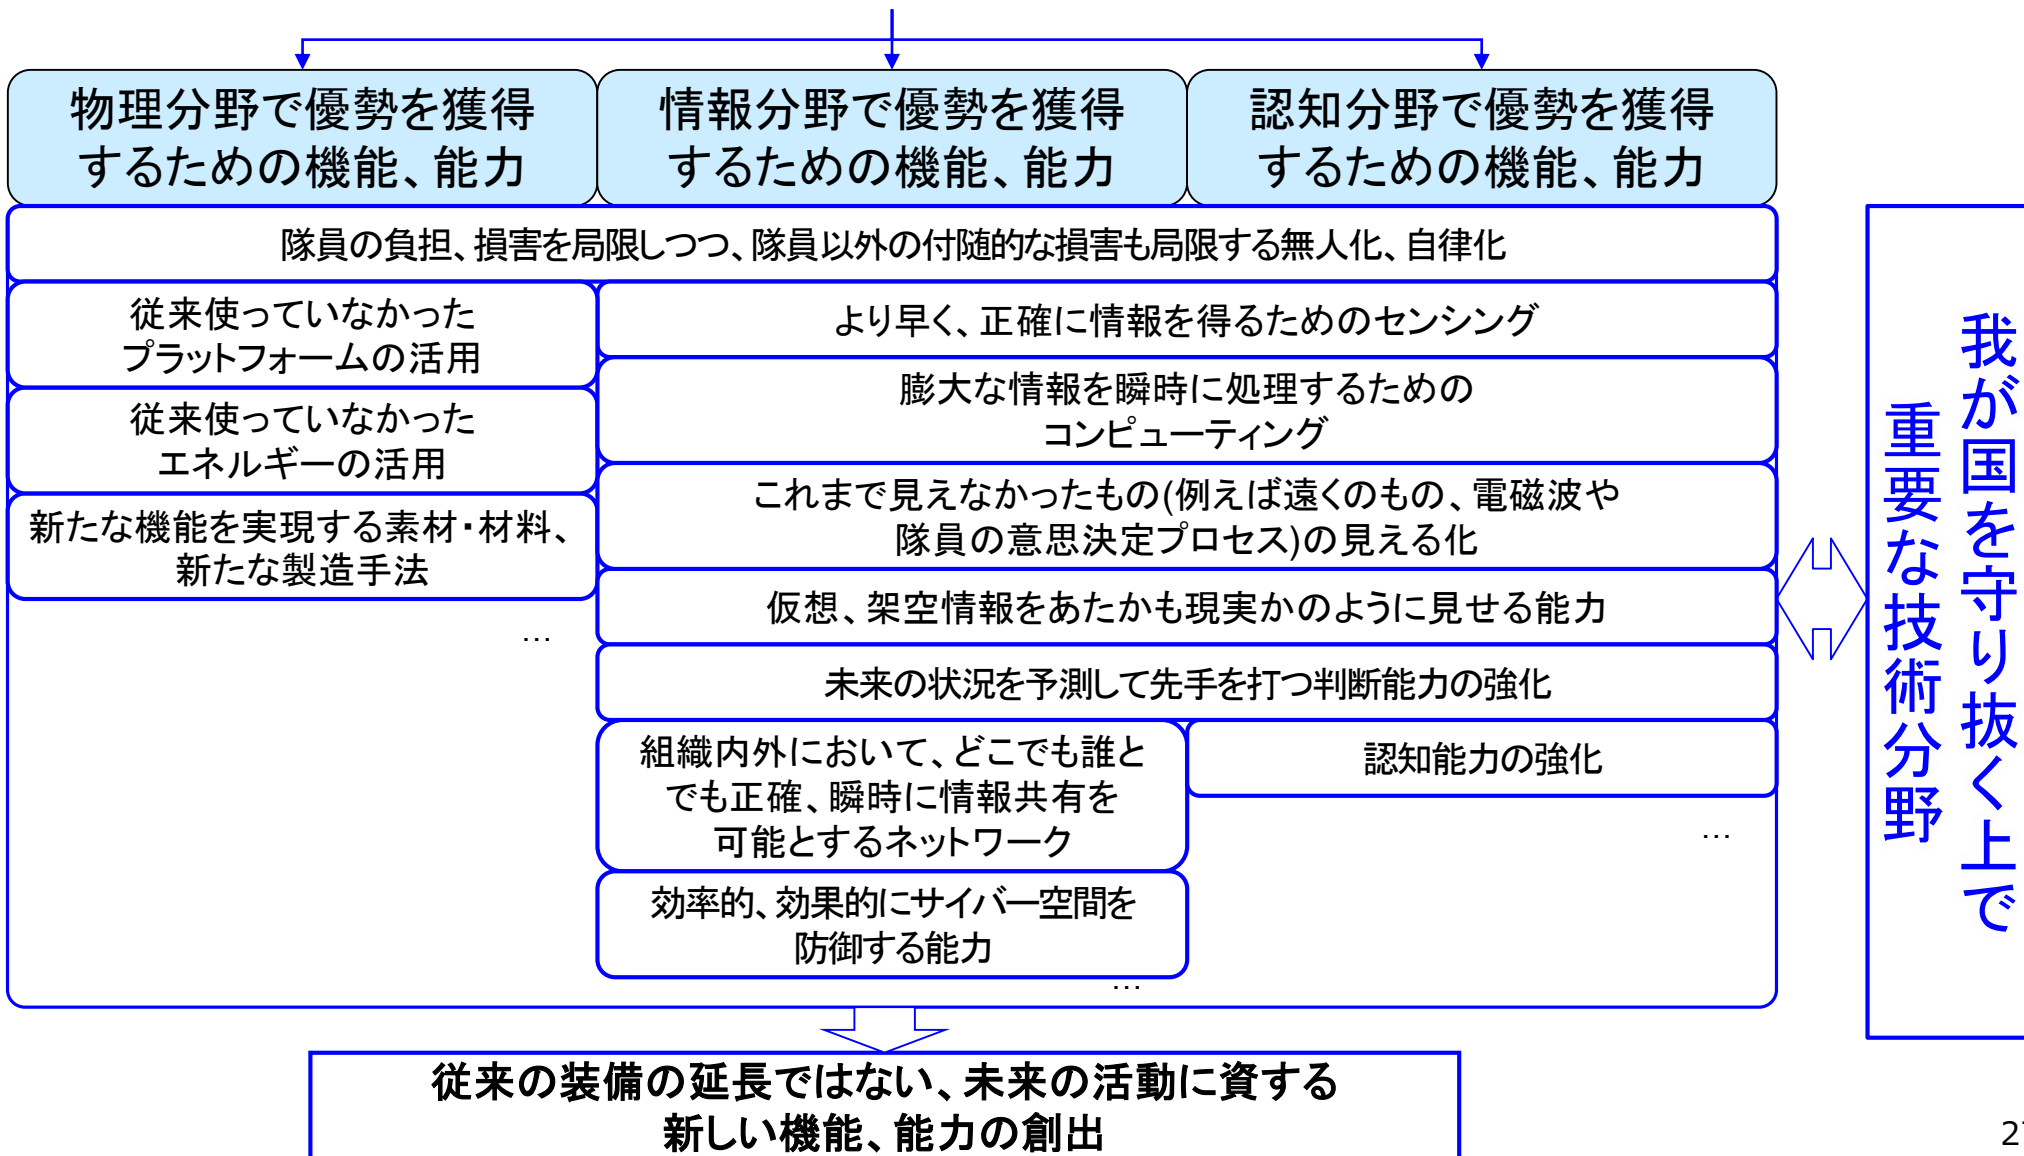 物理分野で優勢を獲得
するための機能、能力
情報分野で優勢を獲得
するための機能、能力
認知分野で優勢を獲得
するための機能、能力
隊員の負担、損害を局限しつつ、隊員以外の付随的な損害も局限する無人化、自律化
従来使っていなかった
プラットフォームの活用
従来使っていなかった
エネルギーの活用
新たな機能を実現する素材・材料、
新たな製造手法
…
より早く、正確に情報を得るためのセンシング
膨大な情報を瞬時に処理するための
コンピューティング
これまで見えなかったもの(例えば遠くのもの、電磁波や
隊員の意思決定プロセス)の見える化
仮想、架空情報をあたかも現実かのように見せる能力
未来の状況を予測して先手を打つ判断能力の強化
組織内外において、どこでも誰と
でも正確、瞬時に情報共有を
可能とするネットワーク
効率的、効果的にサイバー空間を
防御する能力
…
認知能力の強化
…
我が国を守り抜く上で
重要な技術分野
従来の装備の延長ではない、未来の活動に資する
新しい機能、能力の創出